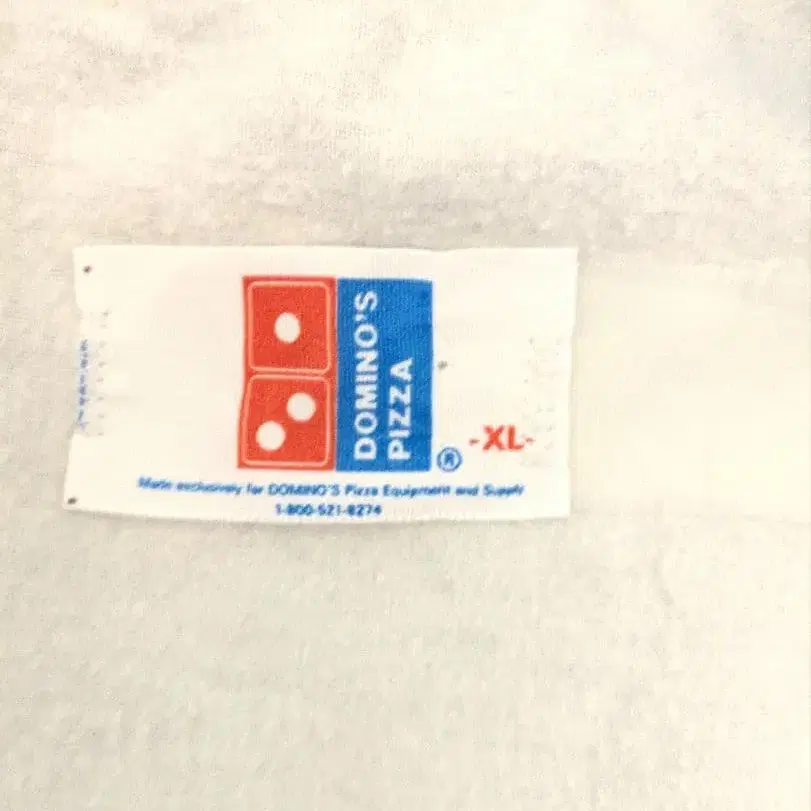 DOMINO'S
PIZZA
®
-XL-
Made exclusively for DOMINO'S Pizza Equipment and Supply
1-800-521-8274